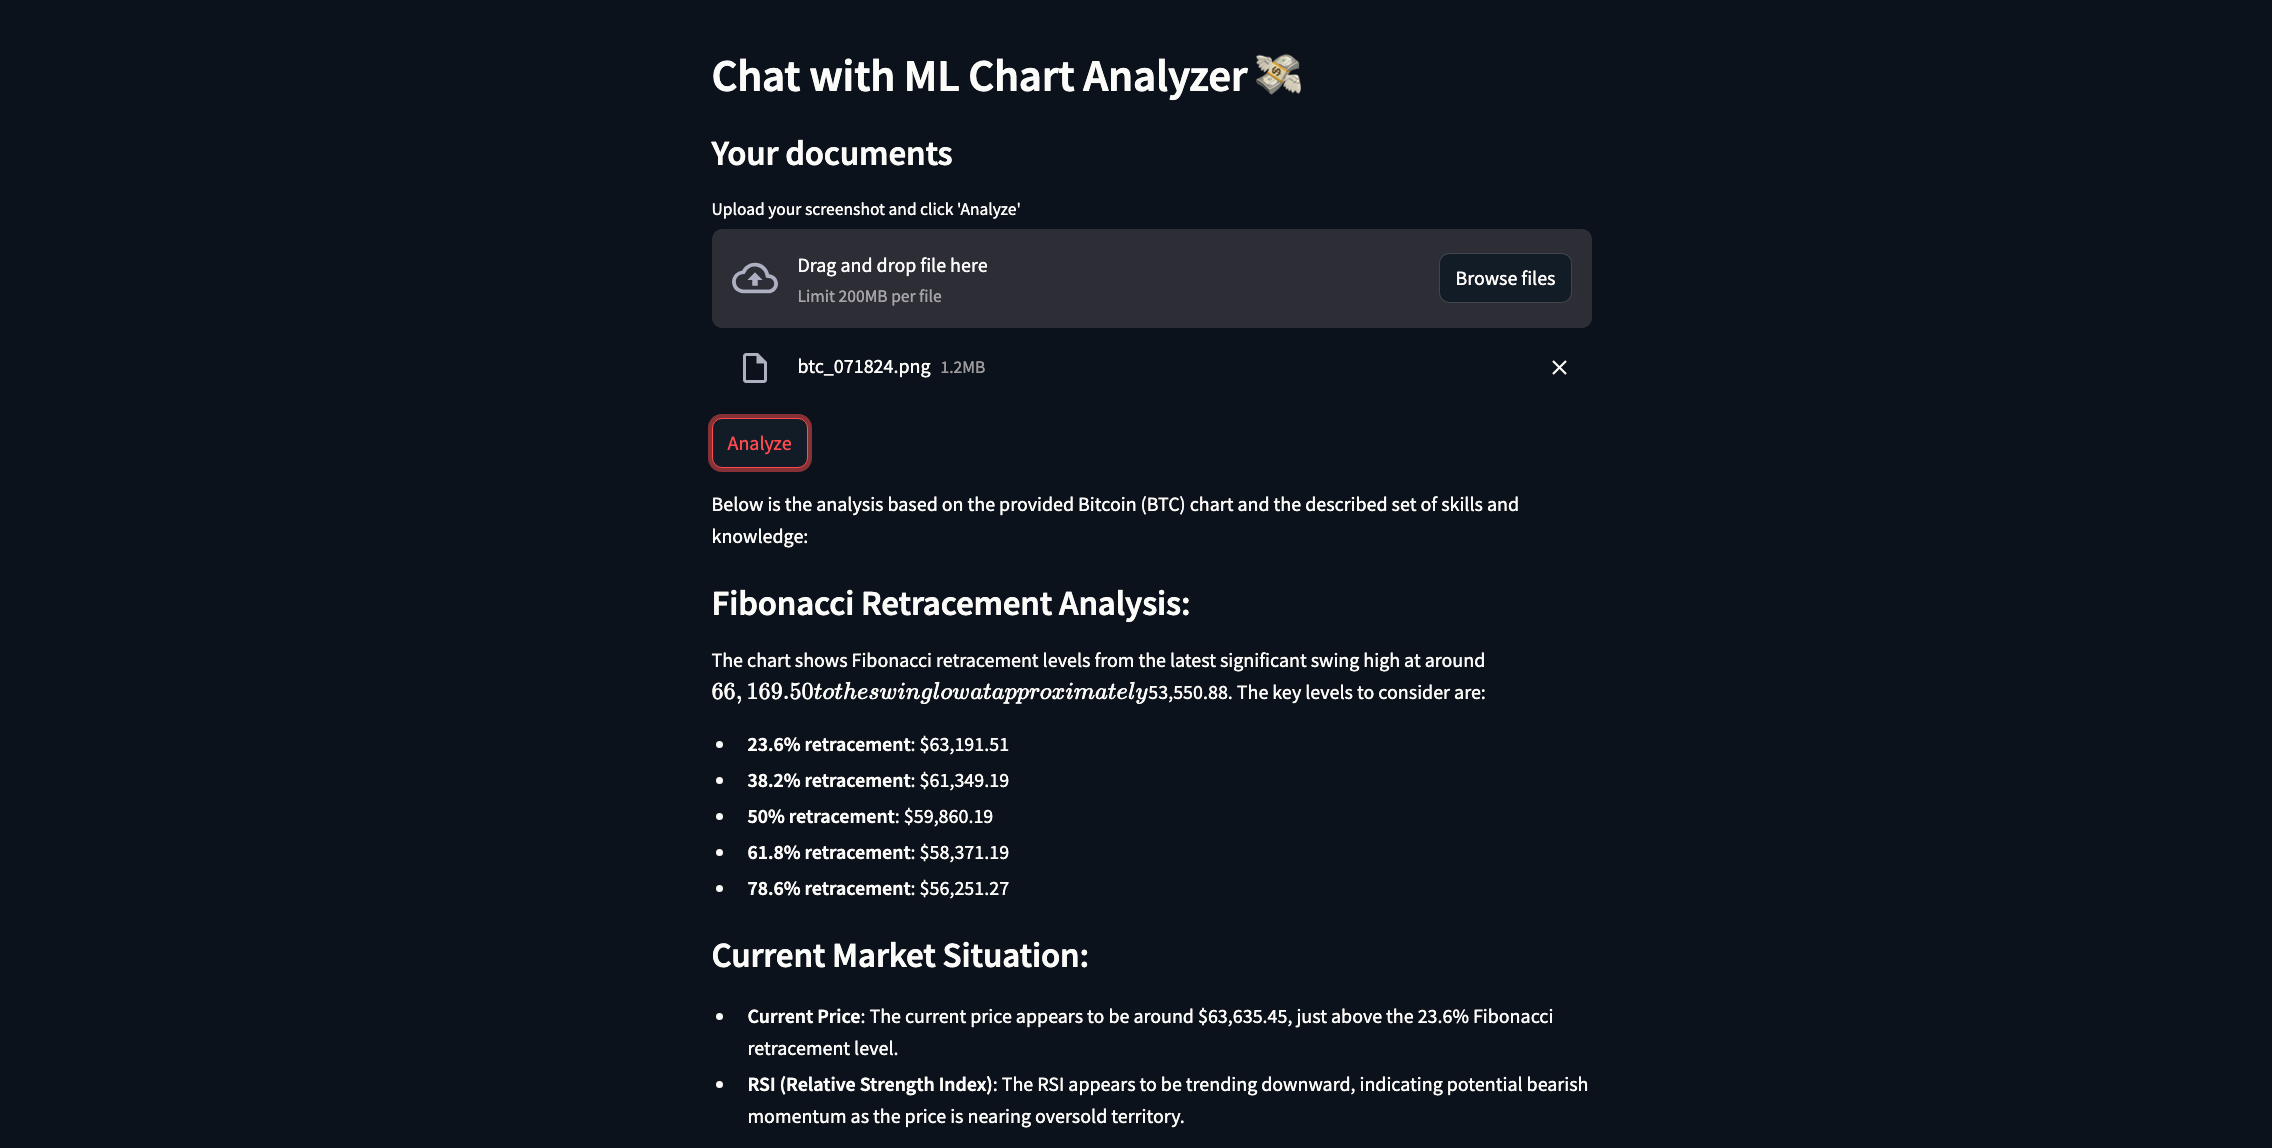 Chat with ML Chart Analyzer💸
Your documents
Upload your screenshot and click 'Analyze'
Drag and drop file here
Limit 200MB per file
Browse files
btc_071824.png 1.2MB
Analyze
Below is the analysis based on the provided Bitcoin (BTC) chart and the described set of skills and
knowledge:
Fibonacci Retracement Analysis:
The chart shows Fibonacci retracement levels from the latest significant swing high at around
66, 169.50totheswinglowatapproximately53,550.88. The key levels to consider are:
• 23.6% retracement: $63,191.51
• 38.2% retracement: $61,349.19
• 50% retracement: $59,860.19
• 61.8% retracement: $58,371.19
• 78.6% retracement: $56,251.27
Current Market Situation:
• Current Price: The current price appears to be around $63,635.45, just above the 23.6% Fibonacci
retracement level.
• RSI (Relative Strength Index): The RSI appears to be trending downward, indicating potential bearish
momentum as the price is nearing oversold territory.